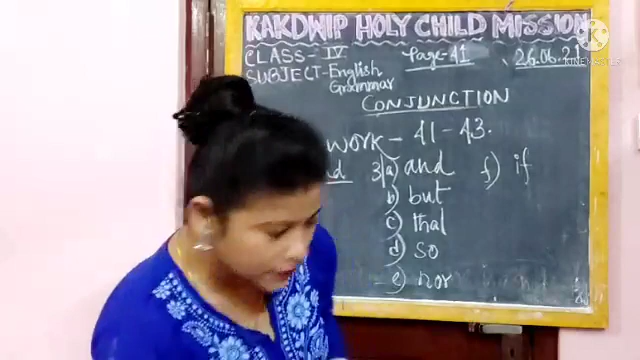 KAKDWIP HOLY CHILD MISSION
CLASS - IV Page-41 26.06.21
SUBJECT-English
Grammar
CONJUNCTION
WORK - 41-43.
3)a) and f) if
b) but
c) that
d) so
e) nor
KINEMASTER